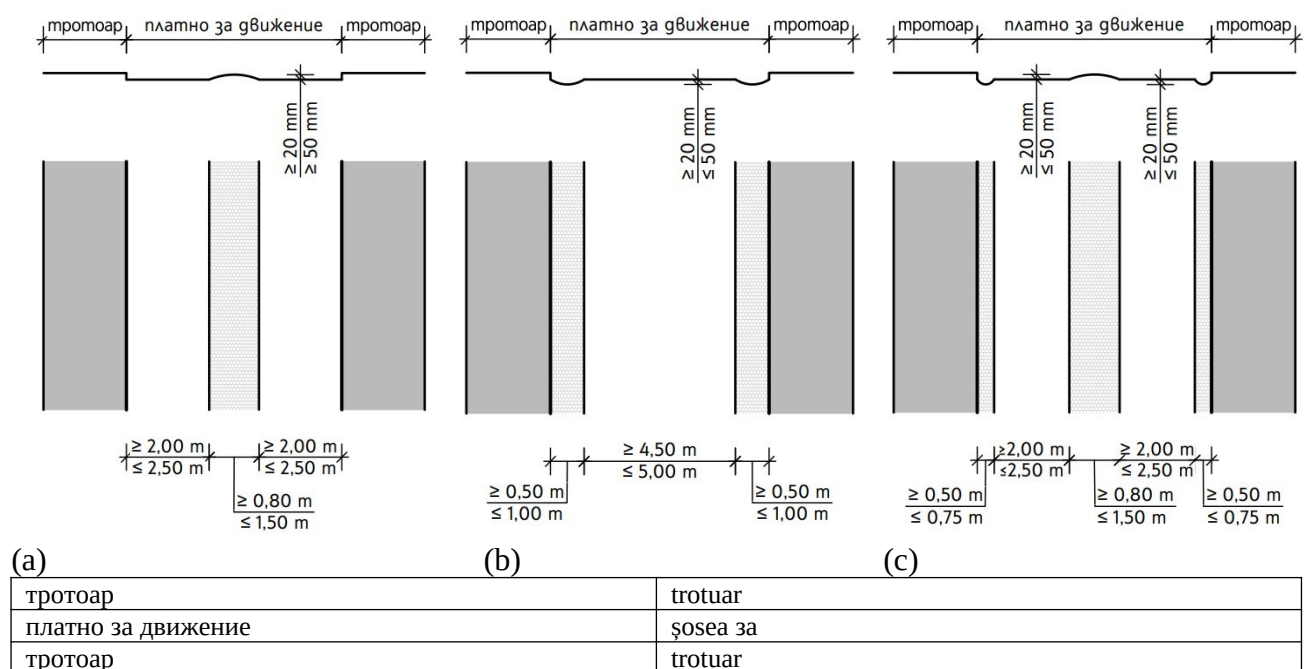 тротоар платно за движение тротоар
тротоар платно за движение тротоар
тротоар платно за движение тротоар
≥ 20 mm
≥ 50 mm
≥ 20 mm
≤ 50 mm
≥ 20 mm
≤ 50 mm
≥ 20 mm
≤ 50 mm
≥ 2,00 m ≥ 2,00 m
≤ 2,50 m ≤ 2,50 m
≥ 0,80 m
≤ 1,50 m
≥ 4,50 m
≤ 5,00 m
≥ 0,50 m ≥ 0,50 m
≤ 1,00 m ≤ 1,00 m
≥2,00 m ≥ 2,00 m
≤2,50 m ≤ 2,50 m
≥ 0,50 m ≥ 0,80 m ≥ 0,50 m
≤ 0,75 m ≤ 1,50 m ≤ 0,75 m
(a) (b) (c)
тротоар trotuar
платно за движение șosea за
тротоар trotuar